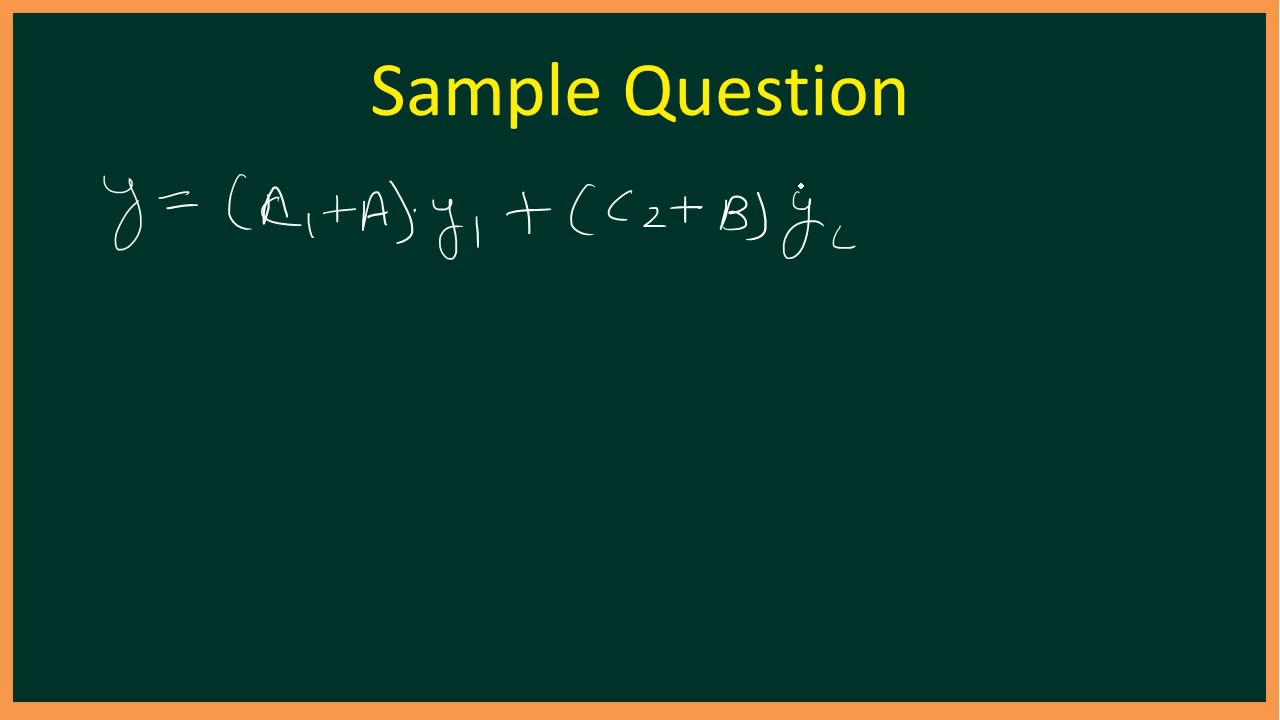 Sample Question
y = (C₁+A)·y₁ + (C₂+B) y₂